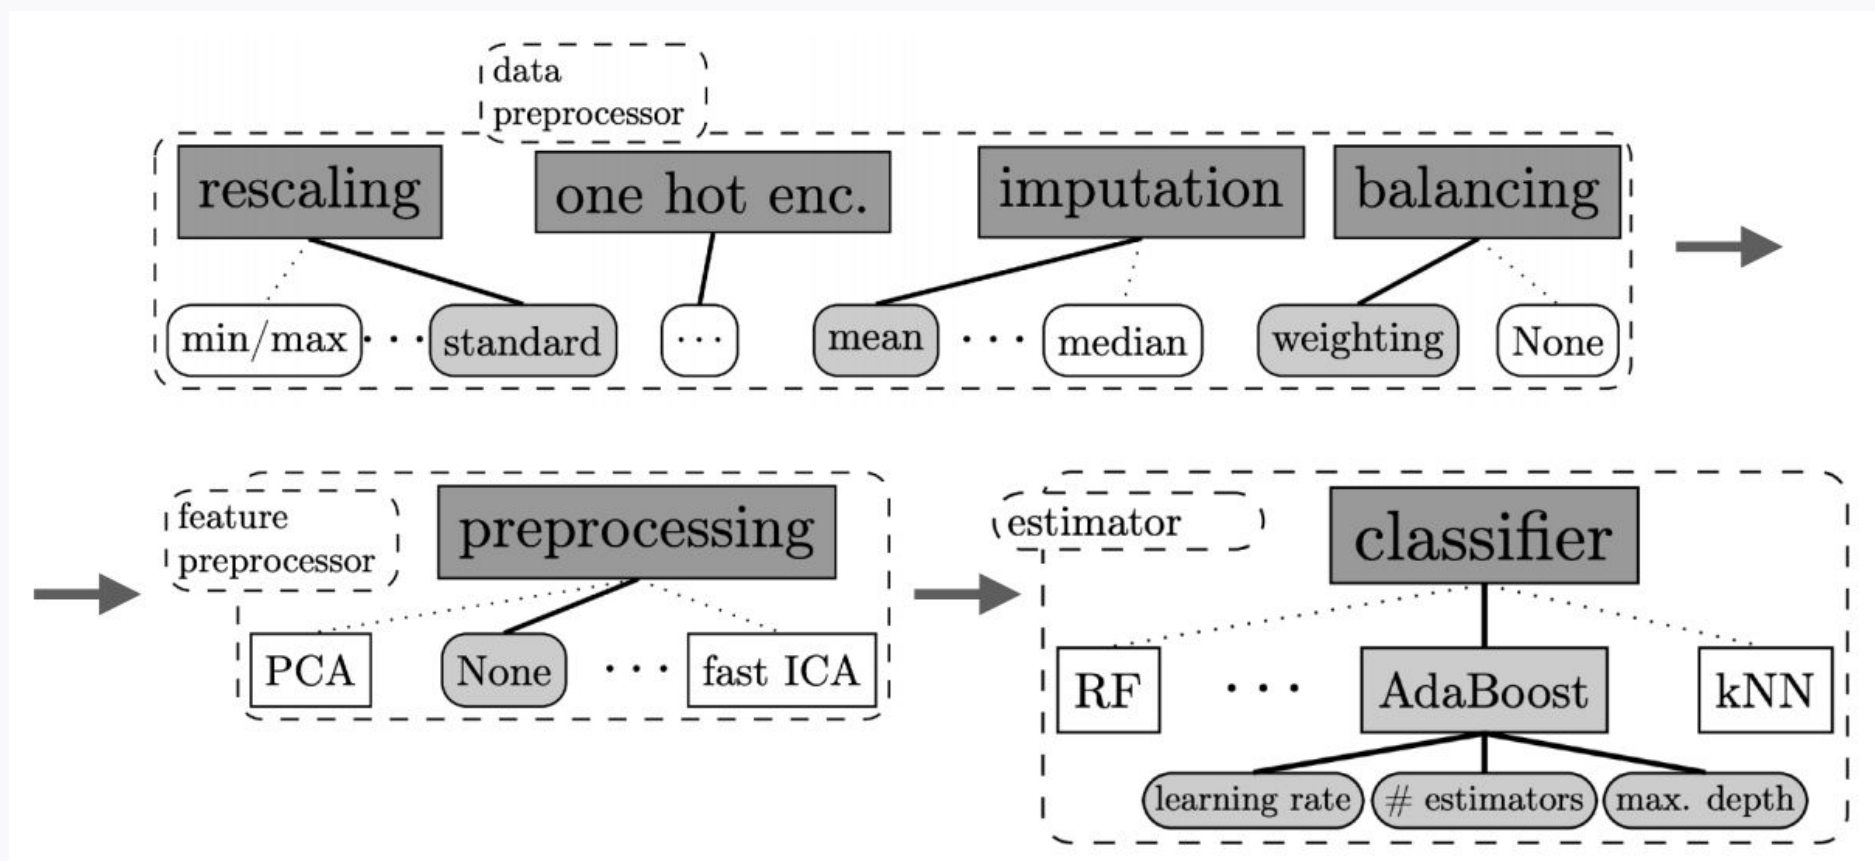 data
preprocessor
rescaling
one hot enc.
imputation
balancing
min/max
···
standard
···
mean
···
median
weighting
None
feature
preprocessor
preprocessing
PCA
None
···
fast ICA
estimator
classifier
RF
···
AdaBoost
kNN
learning rate
# estimators
max. depth